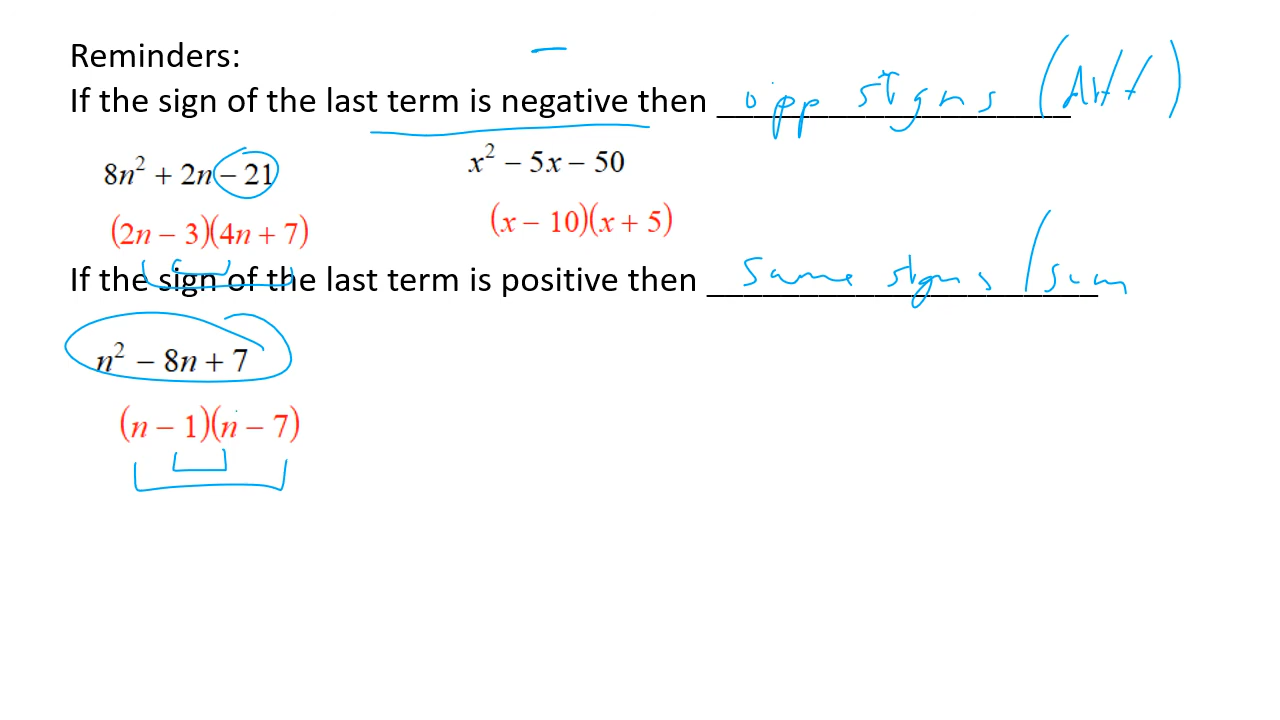 Reminders:
If the sign of the last term is negative then opp signs (diff)
8n² + 2n − 21
x² − 5x − 50
(2n − 3)(4n + 7)
(x − 10)(x + 5)
If the sign of the last term is positive then same signs / sum
n² − 8n + 7
(n − 1)(n − 7)